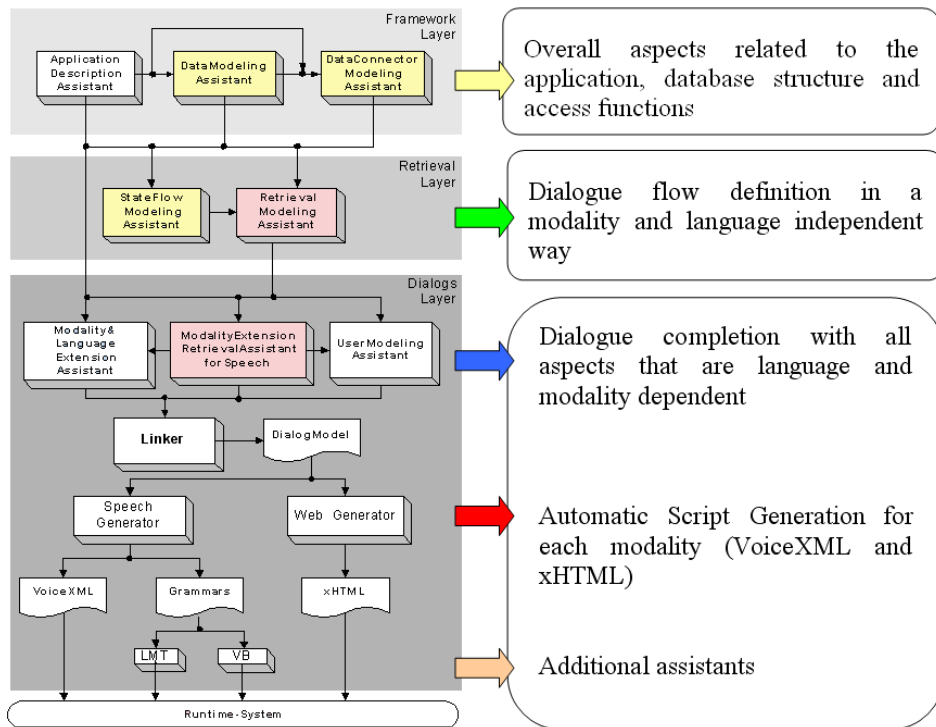 Framework
Layer
Application
Description
Assistant
DataModeling
Assistant
DataConnector
Modeling
Assistant
Overall aspects related to the
application, database structure and
access functions
Retrieval
Layer
StateFlow
Modeling
Assistant
Retrieval
Modeling
Assistant
Dialogue flow definition in a
modality and language independent
way
Dialogs
Layer
Modality&
Language
Extension
Assistant
ModalityExtension
RetrievalAssistant
for Speech
UserModeling
Assistant
Dialogue completion with all
aspects that are language and
modality dependent
Linker
DialogModel
Speech
Generator
Web Generator
Automatic Script Generation for
each modality (VoiceXML and
xHTML)
VoiceXML
Grammars
xHTML
LMT
VB
Additional assistants
Runtime-System